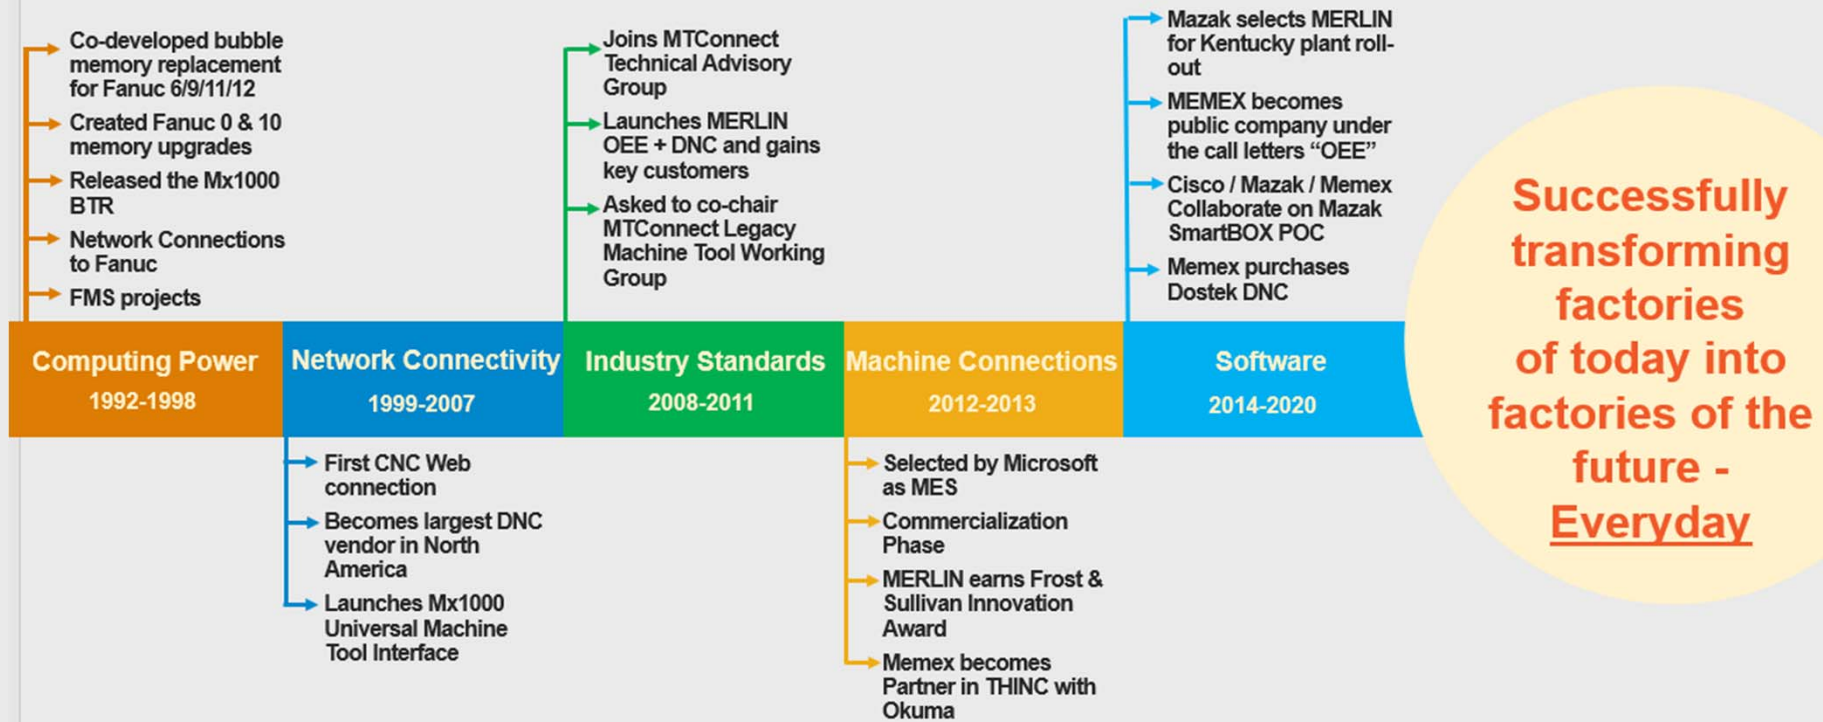 Co-developed bubble
memory replacement
for Fanuc 6/9/11/12
Created Fanuc 0 & 10
memory upgrades
Released the Mx1000
BTR
Network Connections
to Fanuc
FMS projects
Joins MTConnect
Technical Advisory
Group
Launches MERLIN
OEE + DNC and gains
key customers
Asked to co-chair
MTConnect Legacy
Machine Tool Working
Group
Mazak selects MERLIN
for Kentucky plant roll-
out
MEMEX becomes
public company under
the call letters “OEE”
Cisco / Mazak / Memex
Collaborate on Mazak
SmartBOX POC
Memex purchases
Dostek DNC
Computing Power
1992-1998
Network Connectivity
1999-2007
Industry Standards
2008-2011
Machine Connections
2012-2013
Software
2014-2020
First CNC Web
connection
Becomes largest DNC
vendor in North
America
Launches Mx1000
Universal Machine
Tool Interface
Selected by Microsoft
as MES
Commercialization
Phase
MERLIN earns Frost &
Sullivan Innovation
Award
Memex becomes
Partner in THINC with
Okuma
Successfully
transforming
factories
of today into
factories of the
future -
Everyday